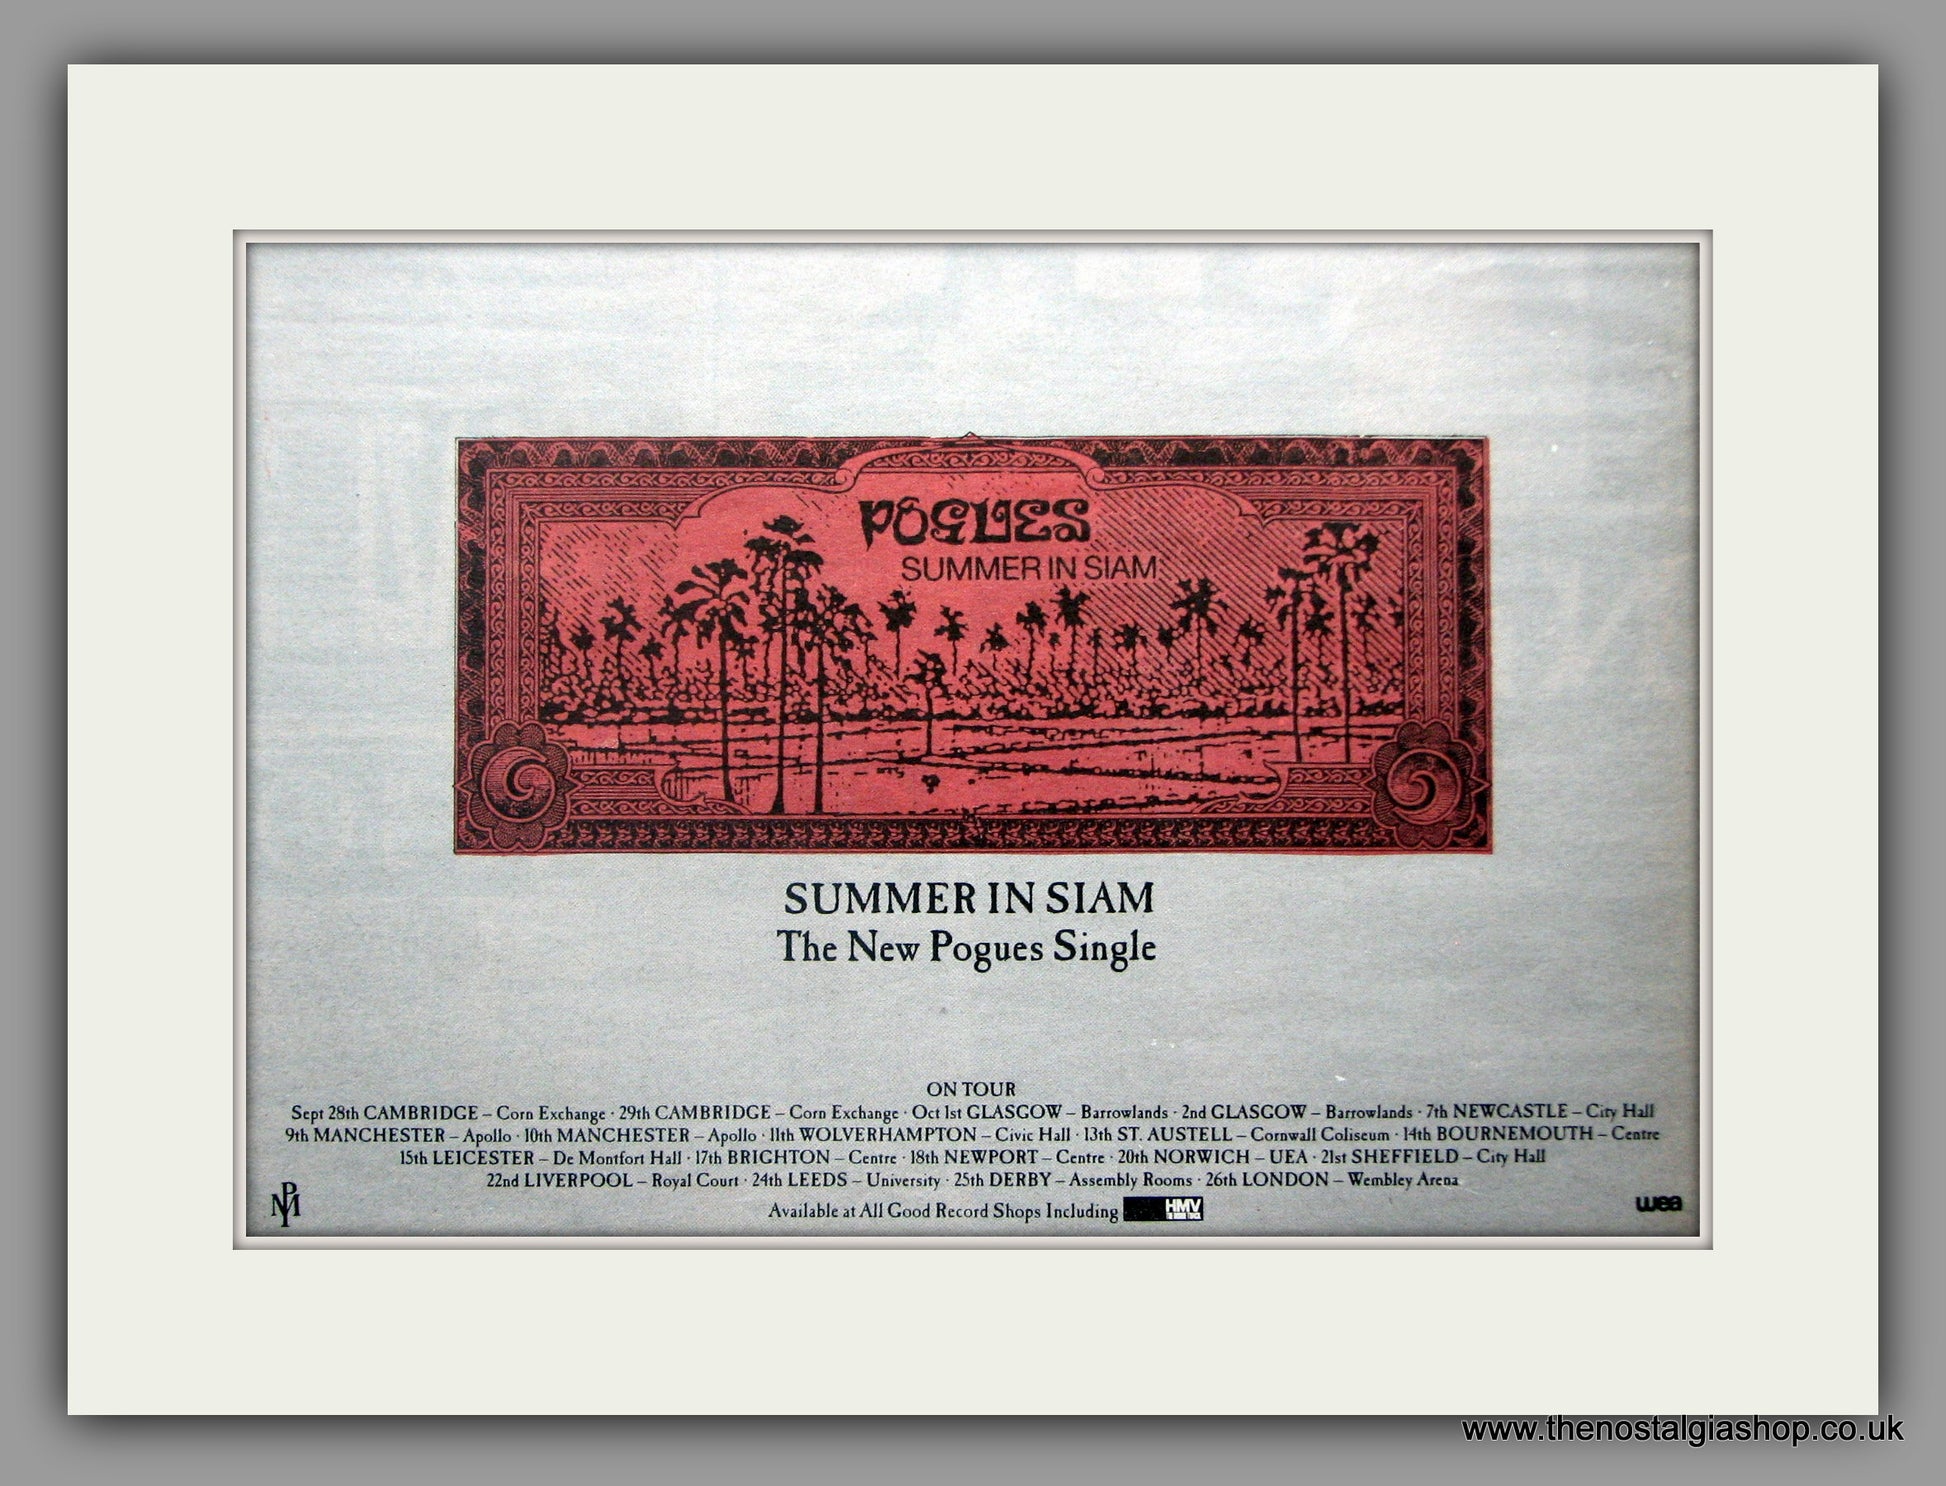 POGUES
SUMMER IN SIAM
SUMMER IN SIAM
The New Pogues Single
ON TOUR
Sept 28th CAMBRIDGE – Corn Exchange · 29th CAMBRIDGE – Corn Exchange · Oct 1st GLASGOW – Barrowlands · 2nd GLASGOW – Barrowlands · 7th NEWCASTLE – City Hall
9th MANCHESTER – Apollo · 10th MANCHESTER – Apollo · 11th WOLVERHAMPTON – Civic Hall · 13th ST. AUSTELL – Cornwall Coliseum · 14th BOURNEMOUTH – Centre
15th LEICESTER – De Montfort Hall · 17th BRIGHTON – Centre · 18th NEWPORT – Centre · 20th NORWICH – UEA · 21st SHEFFIELD – City Hall
22nd LIVERPOOL – Royal Court · 24th LEEDS – University · 25th DERBY – Assembly Rooms · 26th LONDON – Wembley Arena
Available at All Good Record Shops Including HMV
PM
wea
www.thenostalgiashop.co.uk